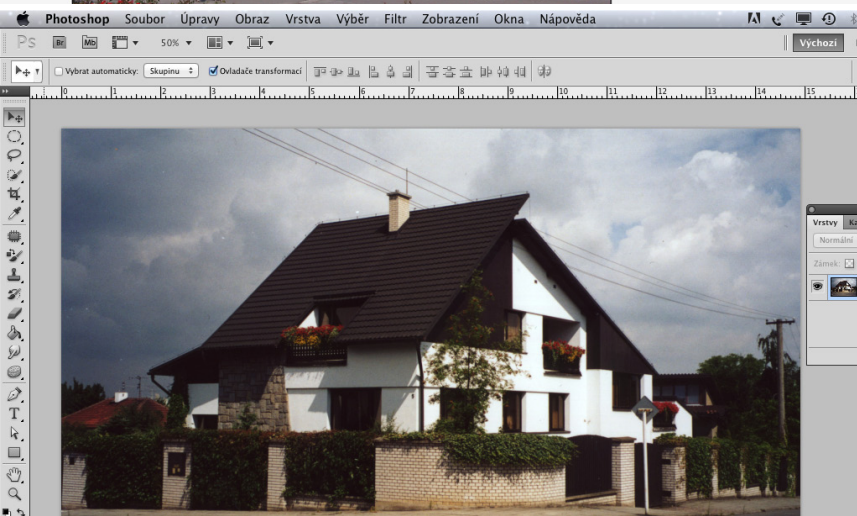 Photoshop Soubor Úpravy Obraz Vrstva Výběr Filtr Zobrazení Okna Nápověda
Ps Br Mb 50% Výchozí
Vybrat automaticky: Skupinu Ovladače transformací
0 1 2 3 4 5 6 7 8 9 10 11 12 13 14 15
Vrstvy Ka
Normální
Zámek:
T